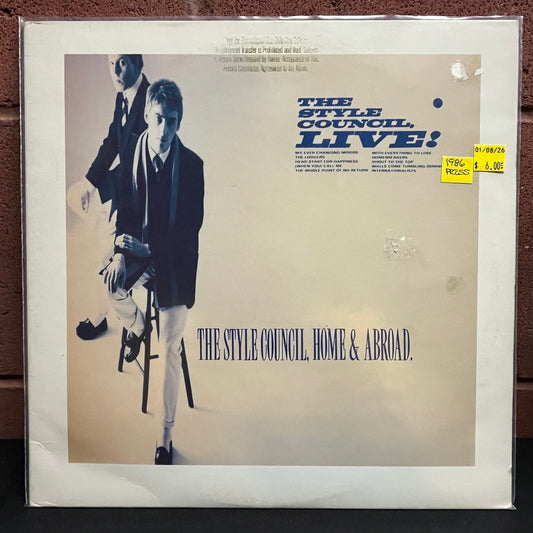 THE
STYLE
COUNCIL,
LIVE!
MY EVER CHANGING MOODS
THE LODGERS
HEAD START FOR HAPPINESS
(WHEN YOU) CALL ME
THE WHOLE POINT OF NO RETURN
WITH EVERYTHING TO LOSE
HOMEBREAKERS
SHOUT TO THE TOP
WALLS COME TUMBLING DOWN!
INTERNATIONALISTS
1986
PRESS
01/08/26
$ 6.00
THE STYLE COUNCIL, HOME & ABROAD.